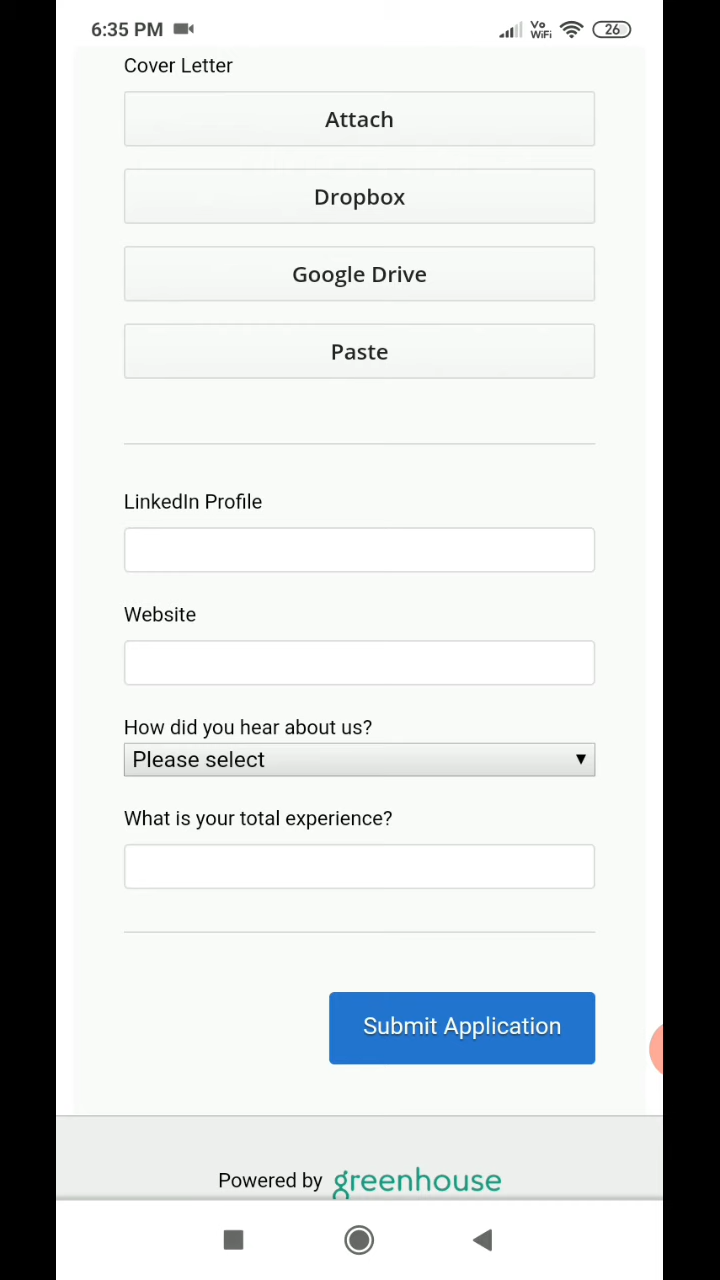 6:35 PM
Vo
WiFi
26
Cover Letter
Attach
Dropbox
Google Drive
Paste
LinkedIn Profile
Website
How did you hear about us?
Please select
What is your total experience?
Submit Application
Powered by greenhouse